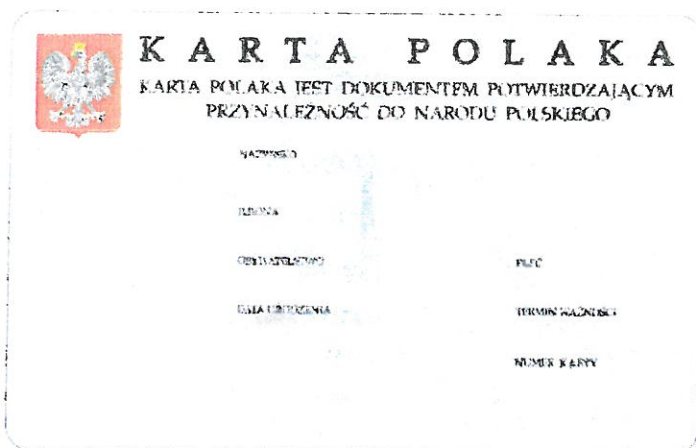 KARTA POLAKA
KARTA POLAKA JEST DOKUMENTEM POTWIERDZAJĄCYM
PRZYNALEŻNOŚĆ DO NARODU POLSKIEGO
NAZWISKO
IMIONA
OBYWATELSTWO
PŁEĆ
DATA URODZENIA
TERMIN WAŻNOŚCI
NUMER KARTY